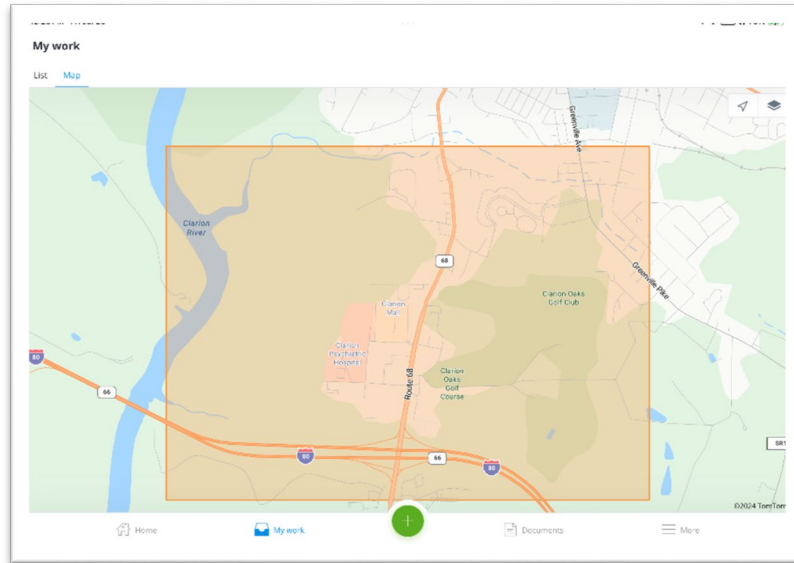 My work
List Map
Greenville Ave
Clarion
River
68
Greenville Pike
Clarion Oaks
Golf Club
Clarion
Mall
Clarion
Psychiatric
Hospital
80
Route 68
Clarion
Oaks
Golf
Course
66
SR1
80
66
80
©2024 TomTom
Home My work + Documents More